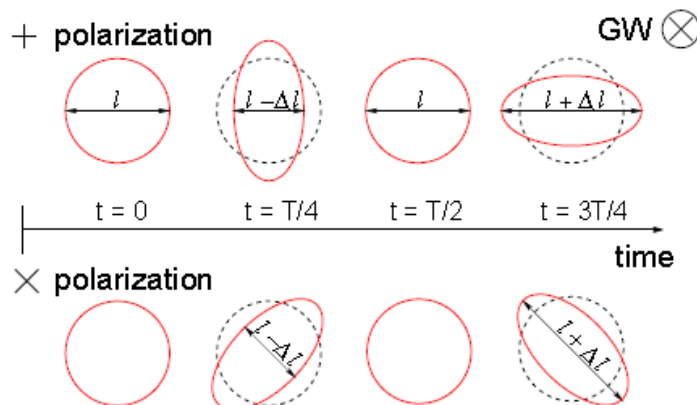 + polarization
GW ⊗
l
l − Δl
l
l + Δl
t = 0
t = T/4
t = T/2
t = 3T/4
time
× polarization
l − Δl
l + Δl